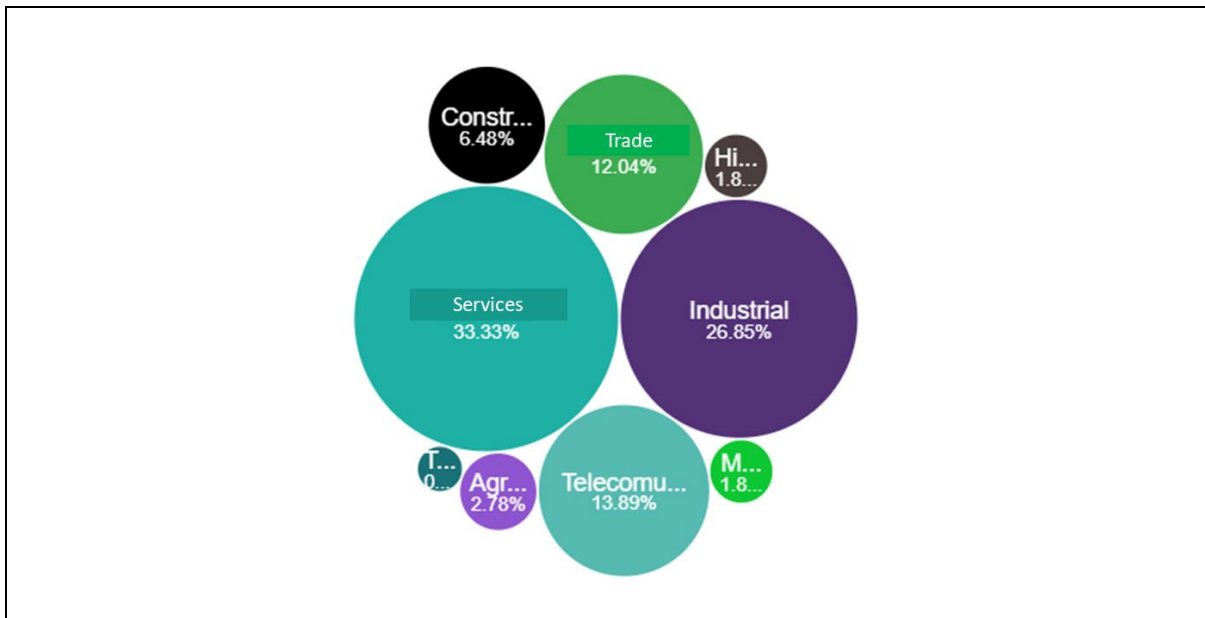 Constr...
6.48%
Trade
12.04%
Hi...
1.8...
Services
33.33%
Industrial
26.85%
T...
0...
Agr...
2.78%
Telecomu...
13.89%
M...
1.8...